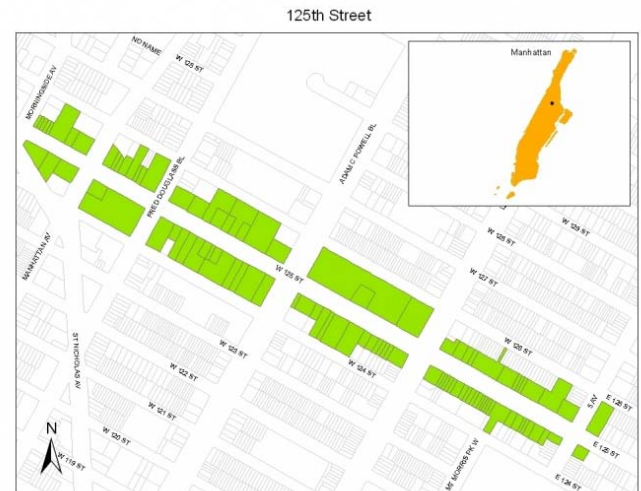 125th Street
Manhattan
NO NAME
W 126 ST
MORNINGSIDE AV
ADAM C POWELL BL
FRED DOUGLASS BL
W 129 ST
W 128 ST
W 127 ST
W 125 ST
MANHATTAN AV
W 126 ST
ST NICHOLAS AV
W 123 ST
W 124 ST
W 122 ST
5 AV
E 126 ST
W 121 ST
N
W 120 ST
E 125 ST
W 119 ST
MT MORRIS PK W
E 124 ST